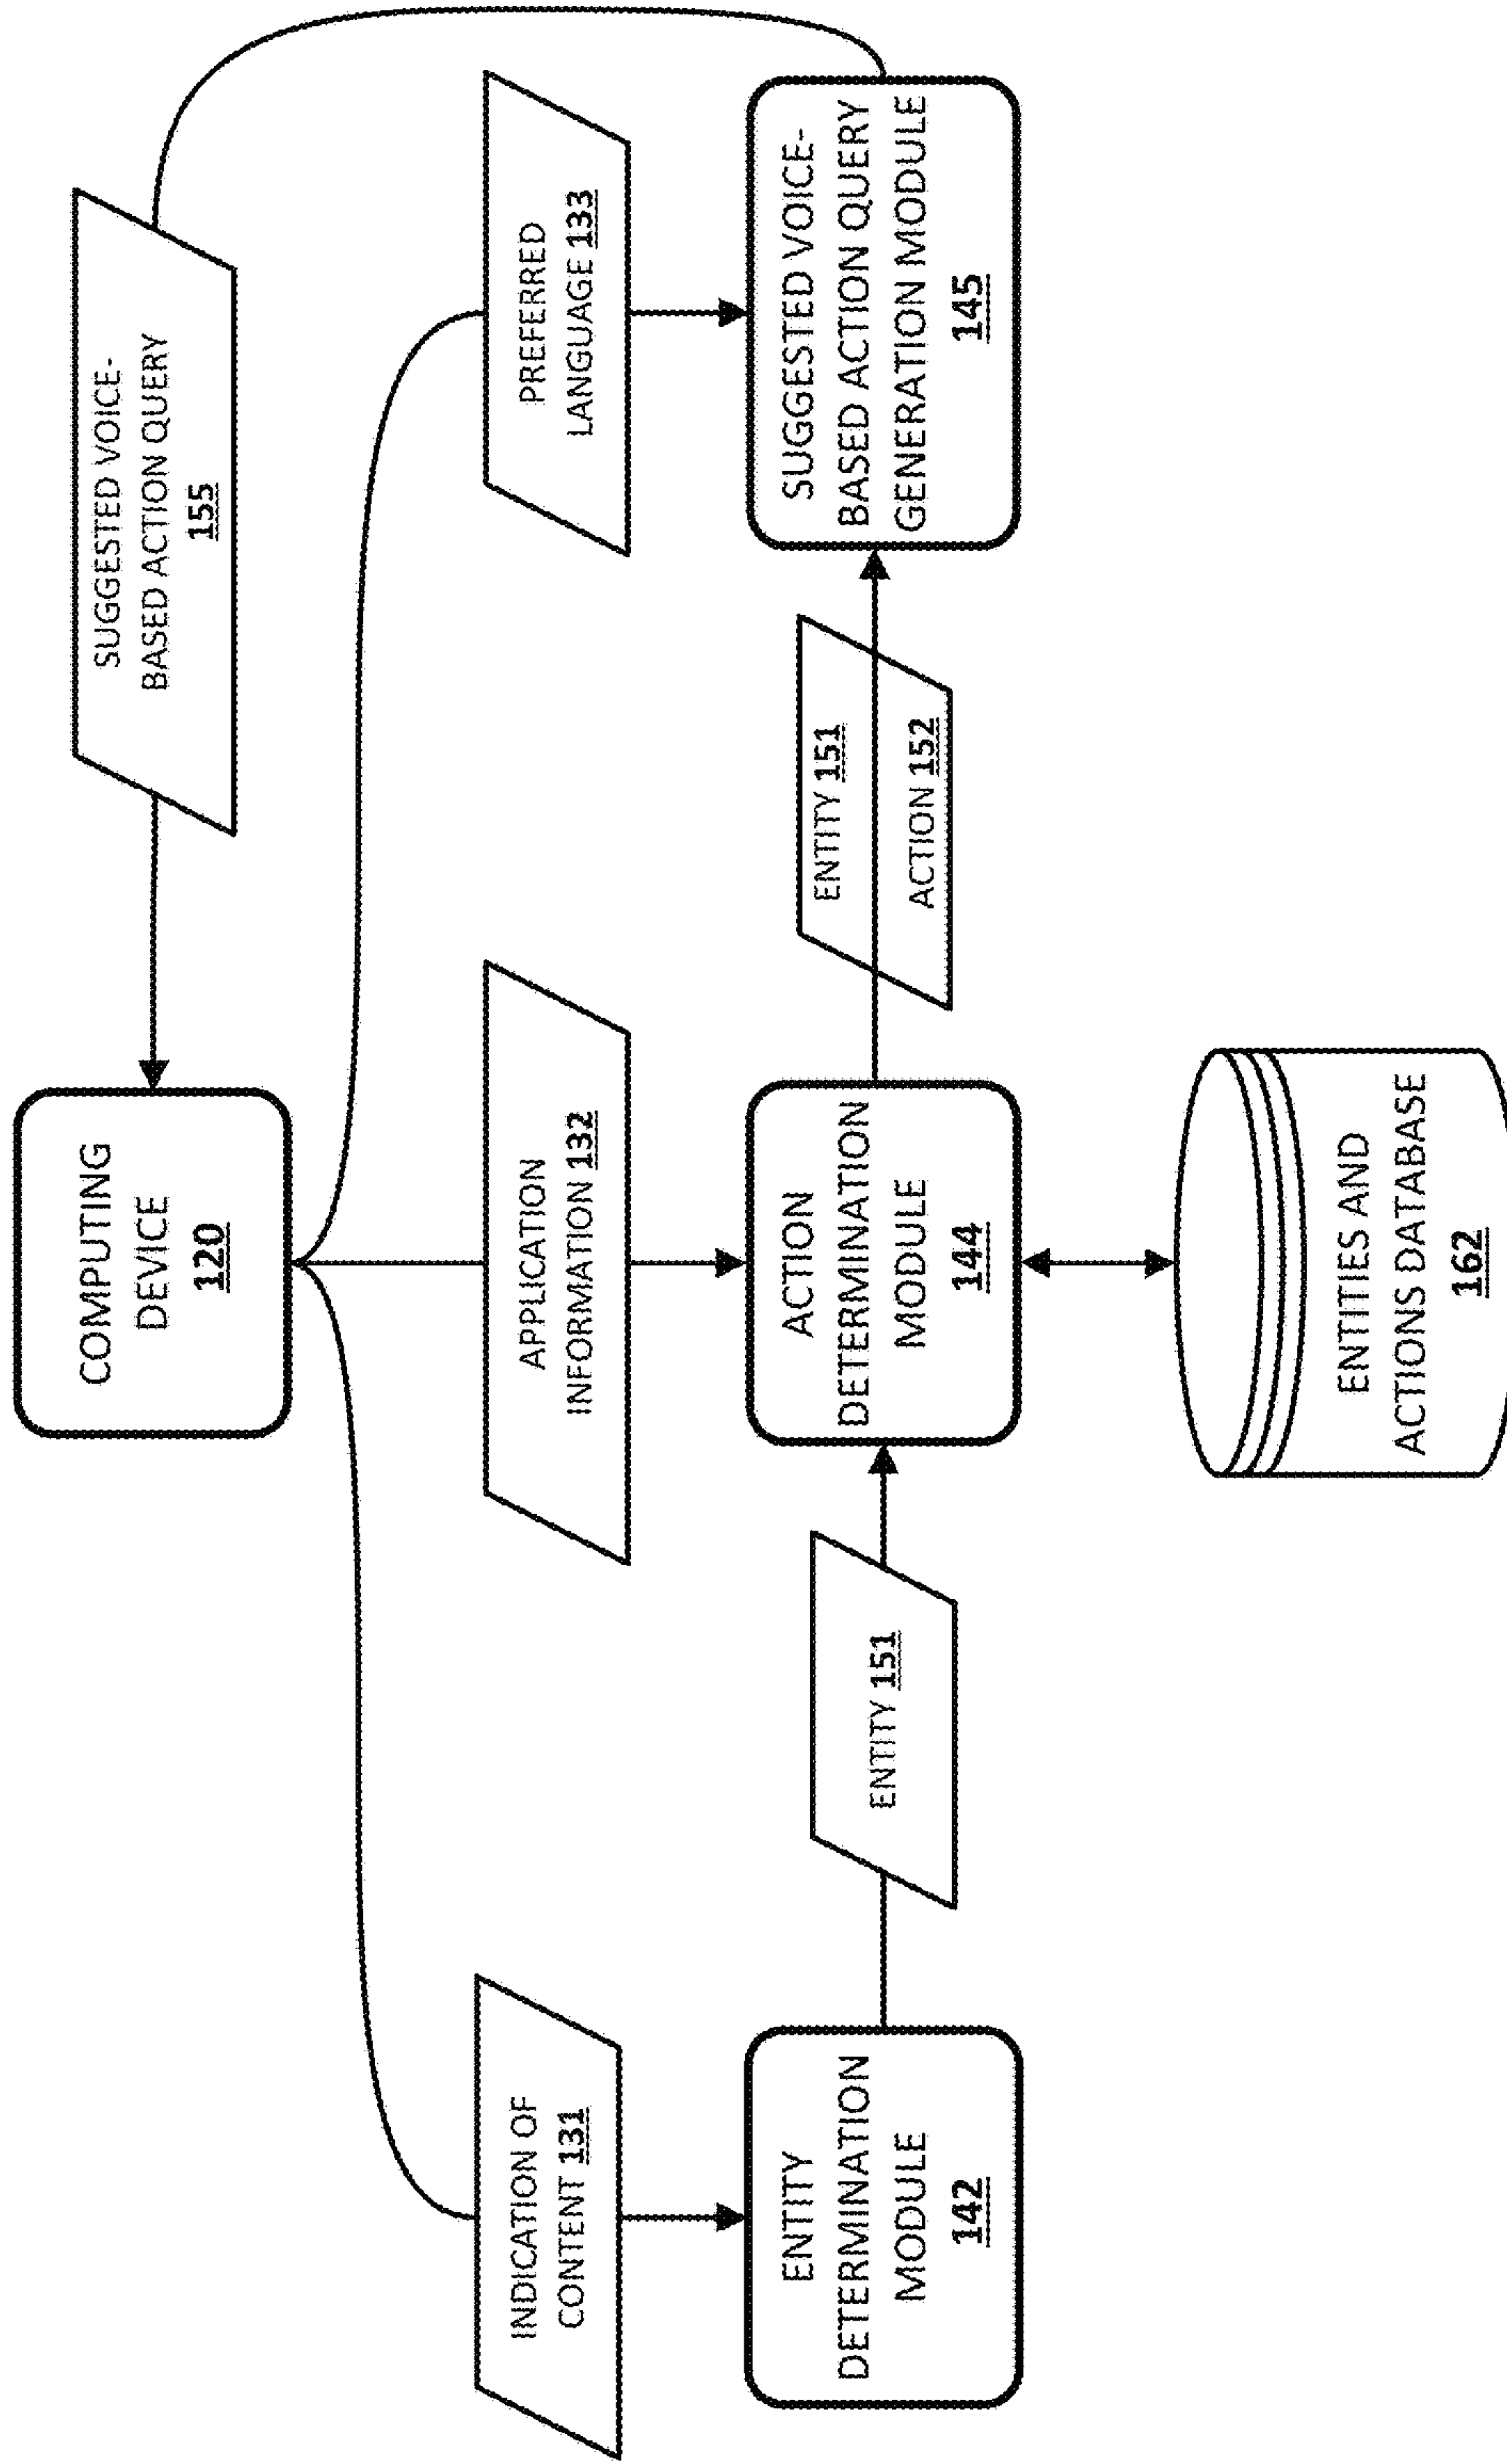 COMPUTING
DEVICE
120
SUGGESTED VOICE-
BASED ACTION QUERY
155
INDICATION OF
CONTENT 131
APPLICATION
INFORMATION 132
PREFERRED
LANGUAGE 133
ENTITY
DETERMINATION
MODULE
142
ENTITY 151
ACTION
DETERMINATION
MODULE
144
ENTITY 151
ACTION 152
SUGGESTED VOICE-
BASED ACTION QUERY
GENERATION MODULE
145
ENTITIES AND
ACTIONS DATABASE
162